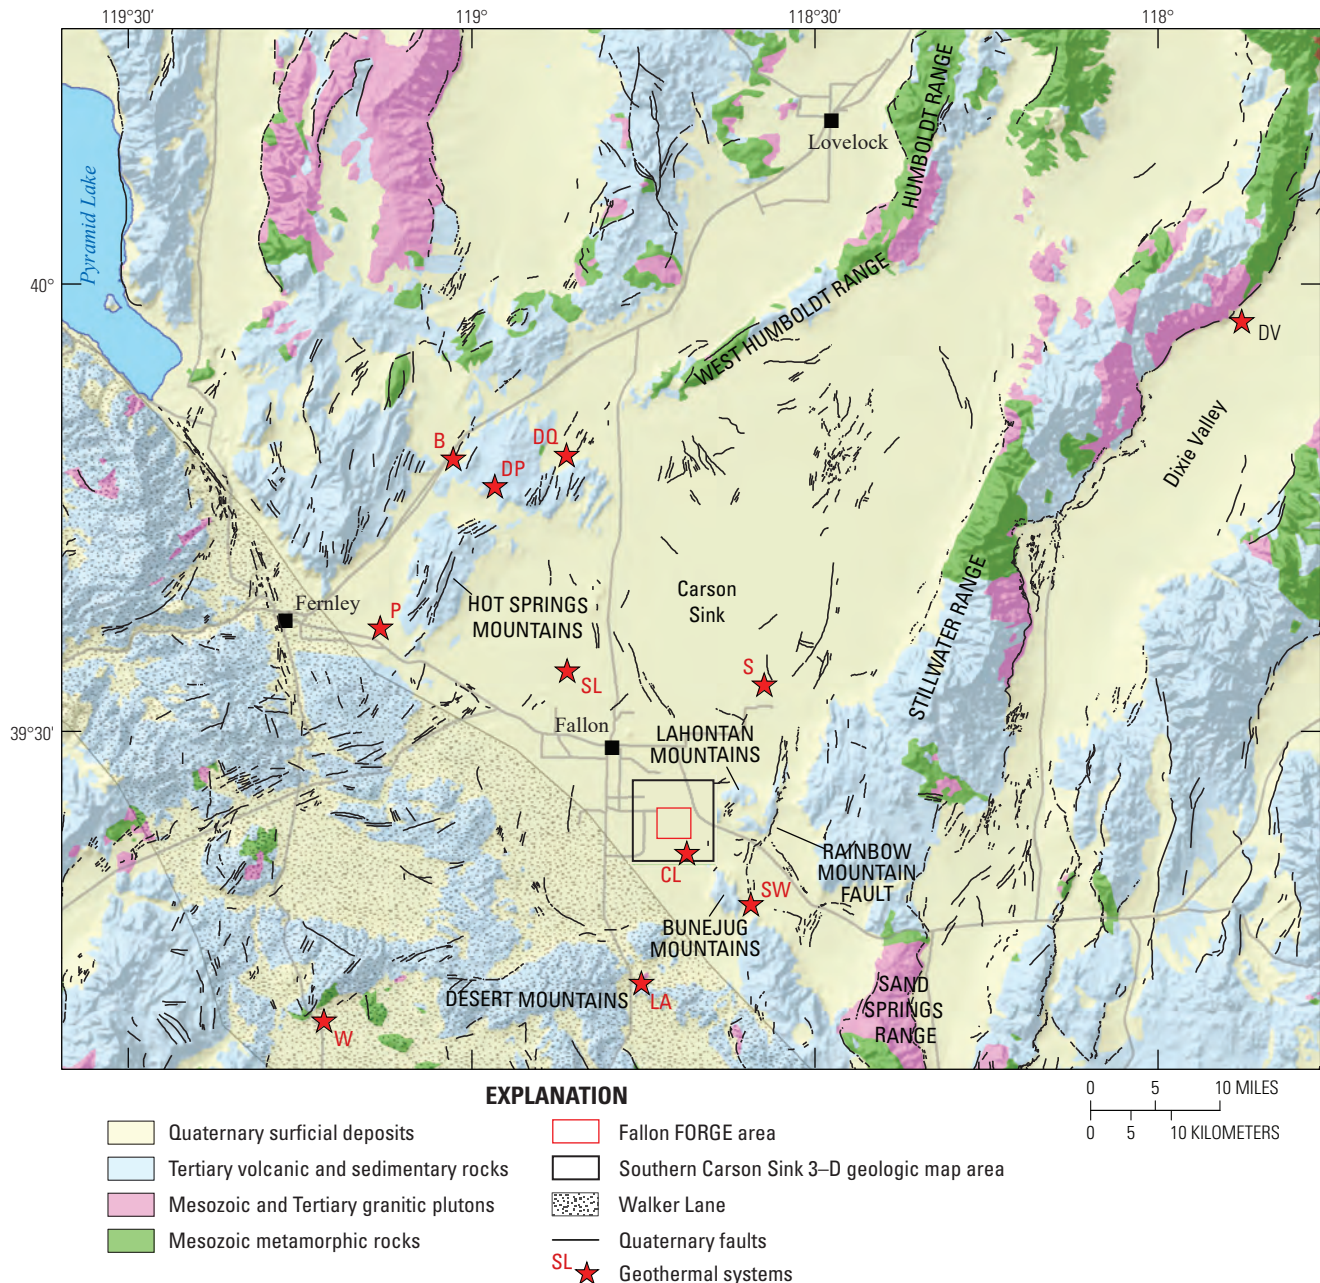 119°30'
119°
118°30'
118°
HUMBOLDT RANGE
Lovelock
Pyramid Lake
40°
WEST HUMBOLDT RANGE
DV
B
DQ
DP
Dixie Valley
Carson
Sink
Fernley
P
HOT SPRINGS
MOUNTAINS
STILLWATER RANGE
S
SL
39°30'
Fallon
LAHONTAN
MOUNTAINS
RAINBOW
MOUNTAIN
FAULT
CL
SW
BUNEJUG
MOUNTAINS
DESERT MOUNTAINS
LA
SAND
SPRINGS
RANGE
W
EXPLANATION
Quaternary surficial deposits
Tertiary volcanic and sedimentary rocks
Mesozoic and Tertiary granitic plutons
Mesozoic metamorphic rocks
Fallon FORGE area
Southern Carson Sink 3–D geologic map area
Walker Lane
Quaternary faults
SL
Geothermal systems
0 5 10 MILES
0 5 10 KILOMETERS